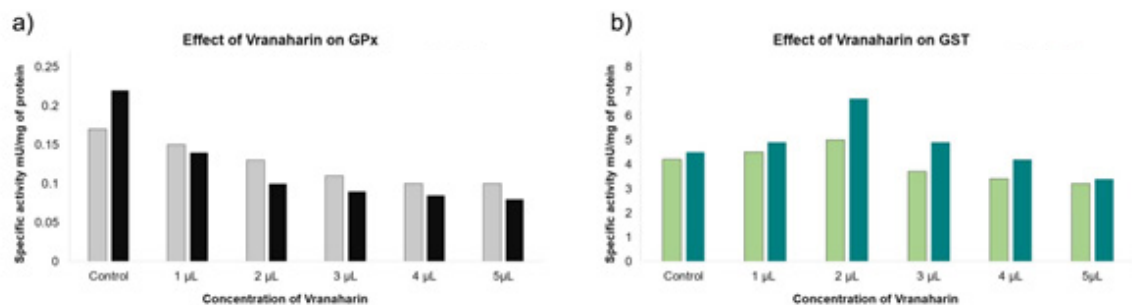 a)
Effect of Vranaharin on GPx
Specific activity mU/mg of protein
0.25
0.2
0.15
0.1
0.05
0
Control 1 μL 2 μL 3 μL 4 μL 5μL
Concentration of Vranaharin
b)
Effect of Vranaharin on GST
Specific activity mU/mg of protein
8
7
6
5
4
3
2
1
0
Control 1 μL 2 μL 3 μL 4 μL 5μL
Concentration of Vranaharin